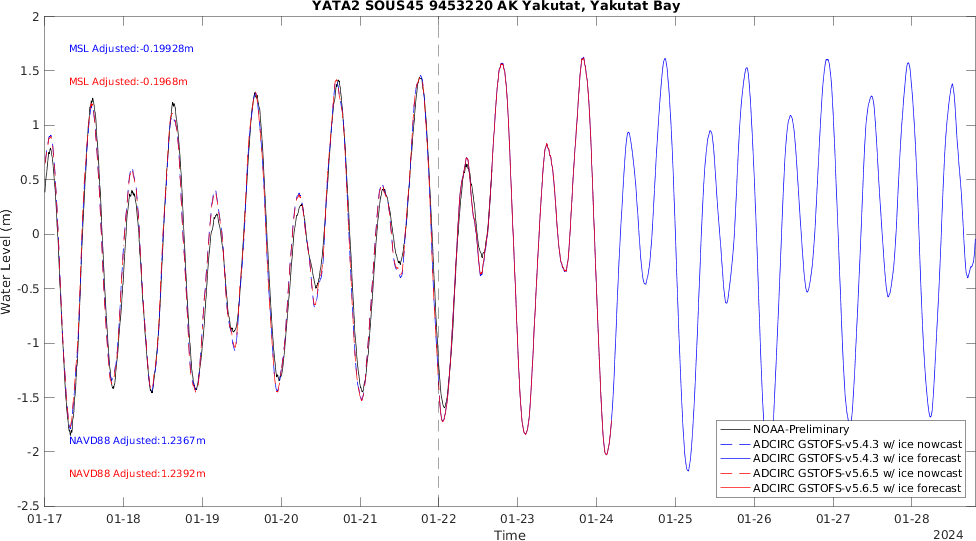 YATA2 SOUS45 9453220 AK Yakutat, Yakutat Bay
2
1.5
1
0.5
0
-0.5
-1
-1.5
-2
-2.5
Water Level (m)
MSL Adjusted:-0.19928m
MSL Adjusted:-0.1968m
NAVD88 Adjusted:1.2367m
NAVD88 Adjusted:1.2392m
NOAA-Preliminary
ADCIRC GSTOFS-v5.4.3 w/ ice nowcast
ADCIRC GSTOFS-v5.4.3 w/ ice forecast
ADCIRC GSTOFS-v5.6.5 w/ ice nowcast
ADCIRC GSTOFS-v5.6.5 w/ ice forecast
01-17 01-18 01-19 01-20 01-21 01-22 01-23 01-24 01-25 01-26 01-27 01-28
Time
2024